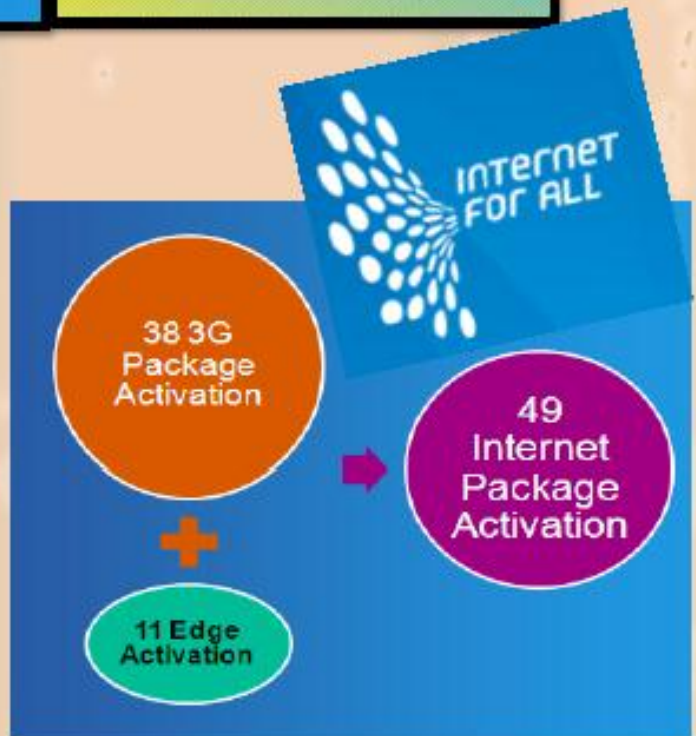 INTERNET
FOR ALL
38 3G
Package
Activation
49
Internet
Package
Activation
11 Edge
Activation